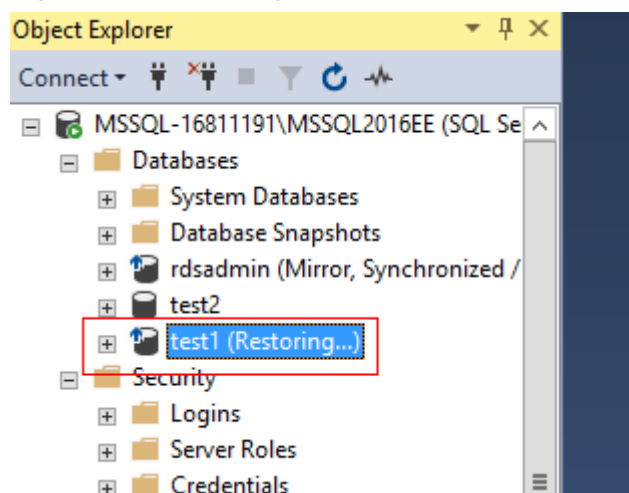 Object Explorer
Connect
MSSQL-16811191\MSSQL2016EE (SQL Se
Databases
System Databases
Database Snapshots
rdsadmin (Mirror, Synchronized /
test2
test1 (Restoring...)
Security
Logins
Server Roles
Credentials